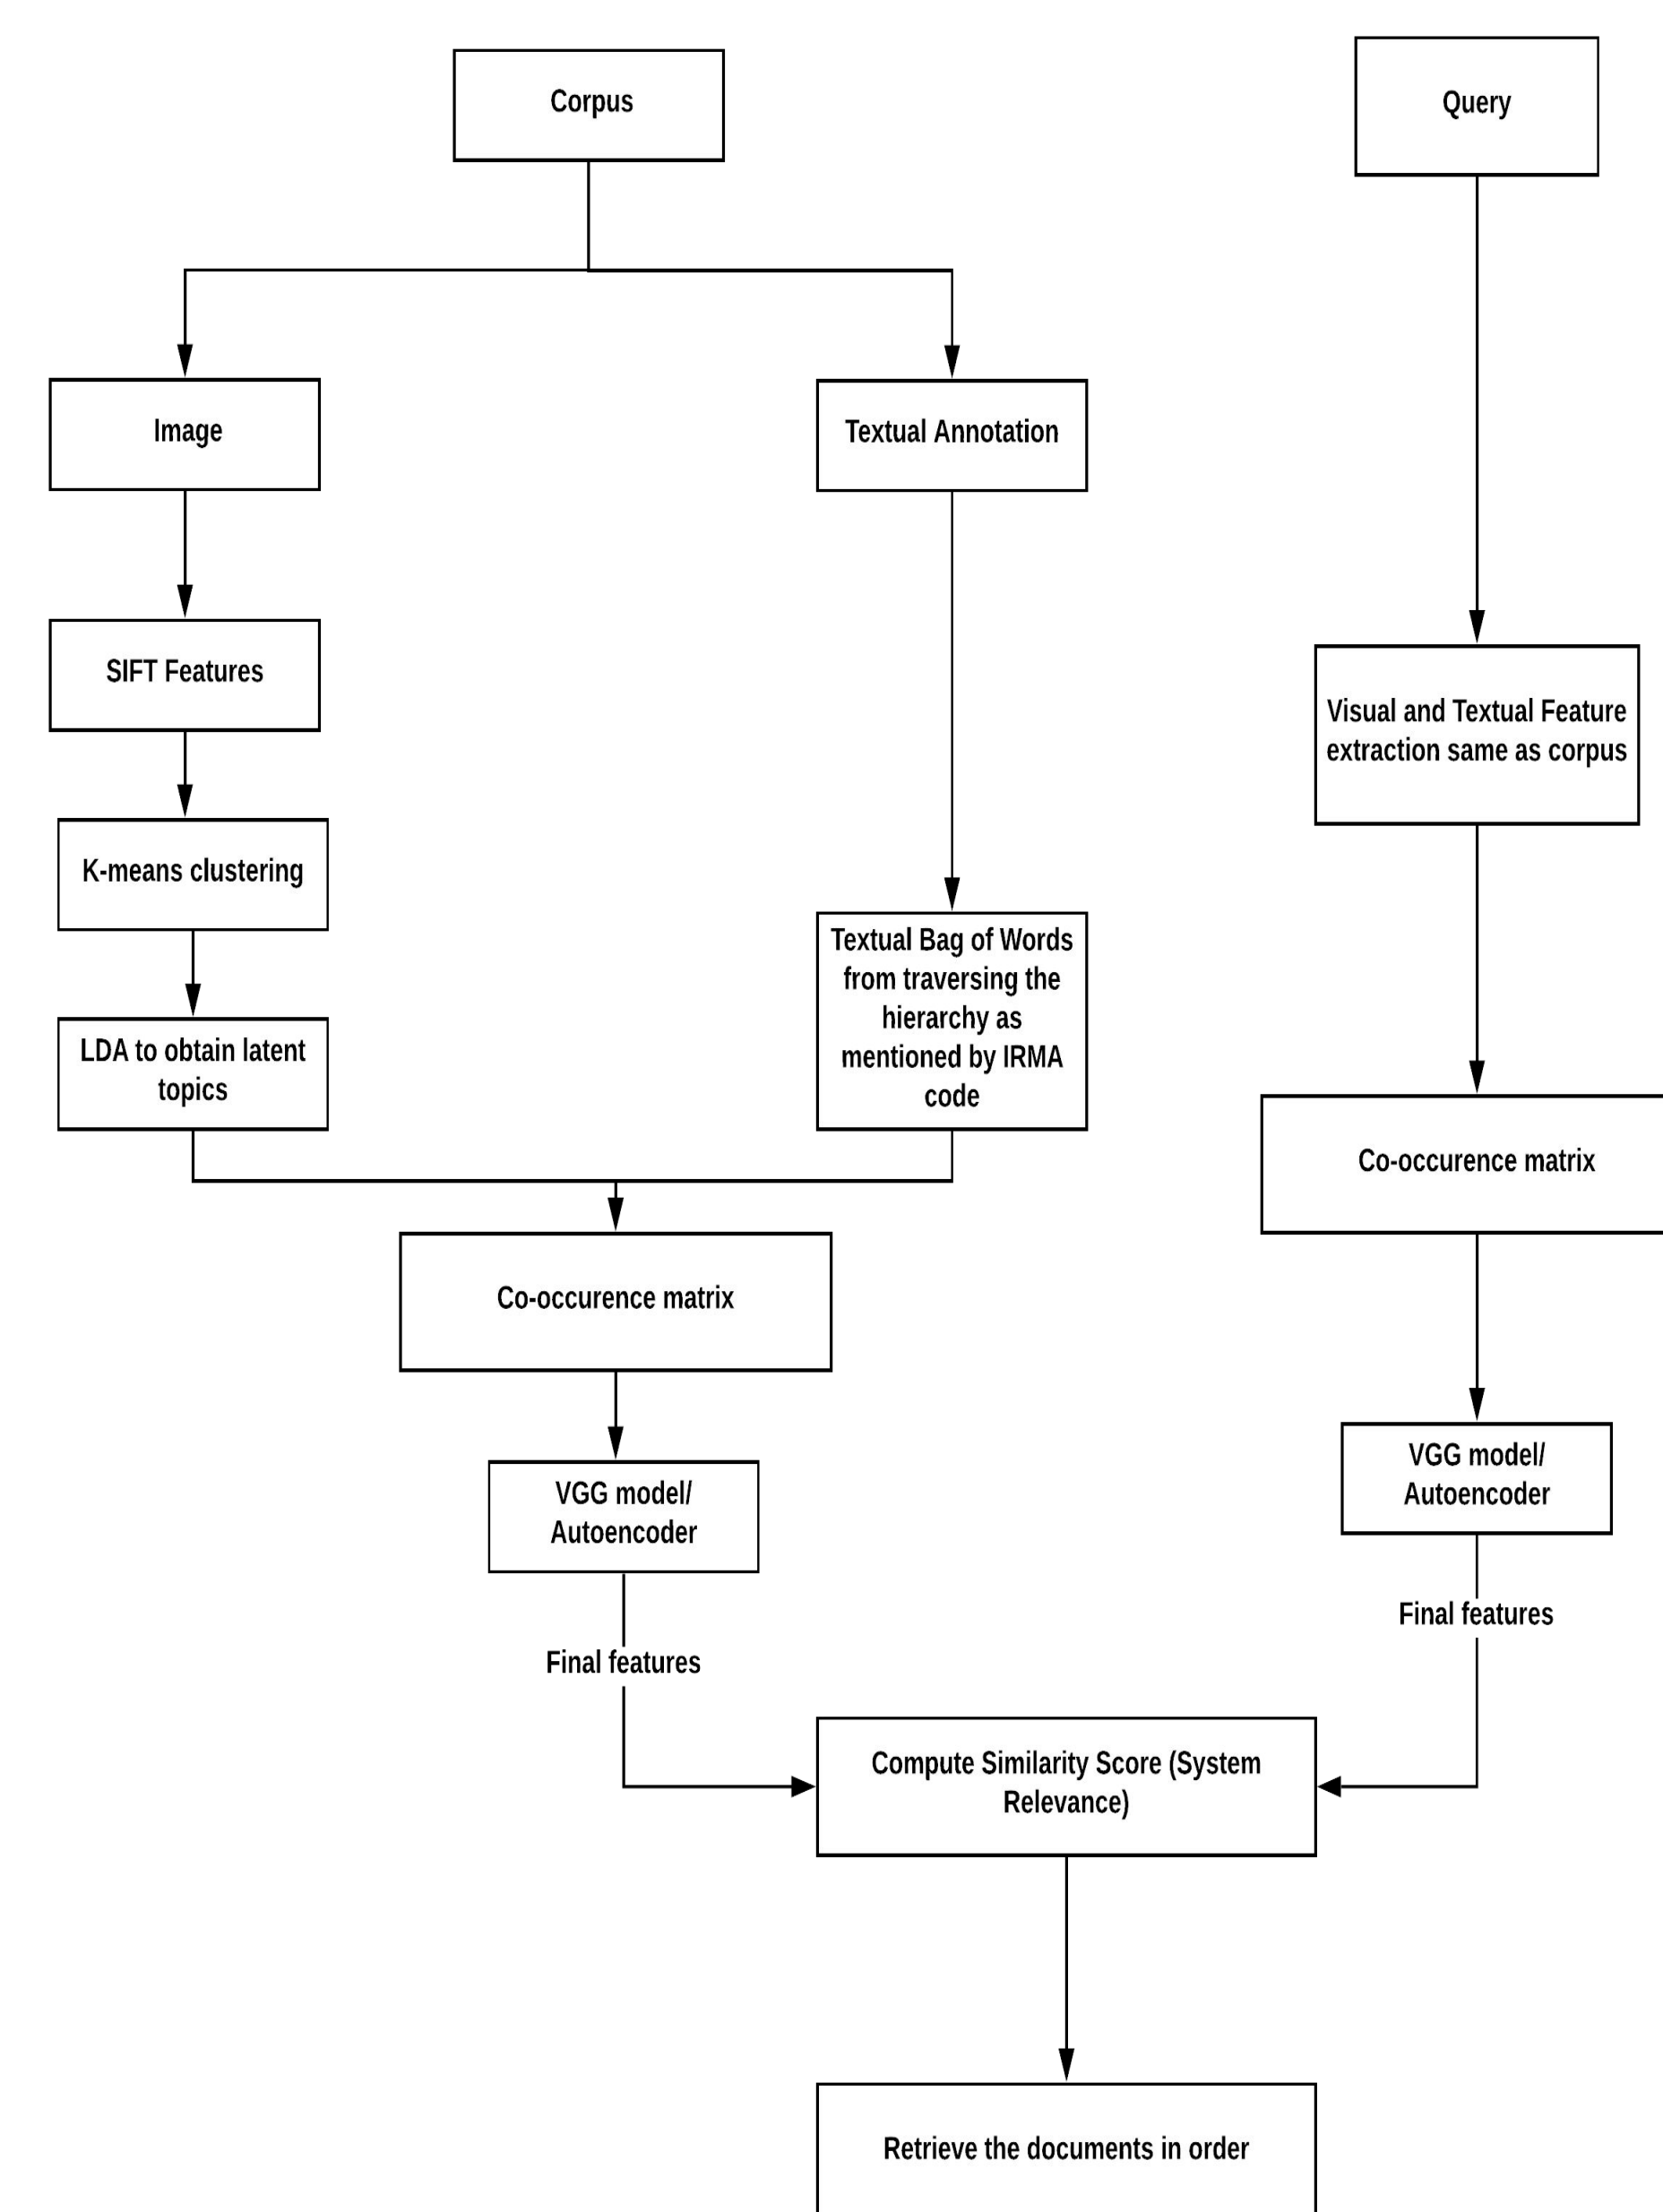 Corpus
Query
Image
Textual Annotation
SIFT Features
Visual and Textual Feature
extraction same as corpus
K-means clustering
Textual Bag of Words
from traversing the
hierarchy as
mentioned by IRMA
code
LDA to obtain latent
topics
Co-occurence matrix
Co-occurence matrix
VGG model/
Autoencoder
VGG model/
Autoencoder
Final features
Final features
Compute Similarity Score (System
Relevance)
Retrieve the documents in order